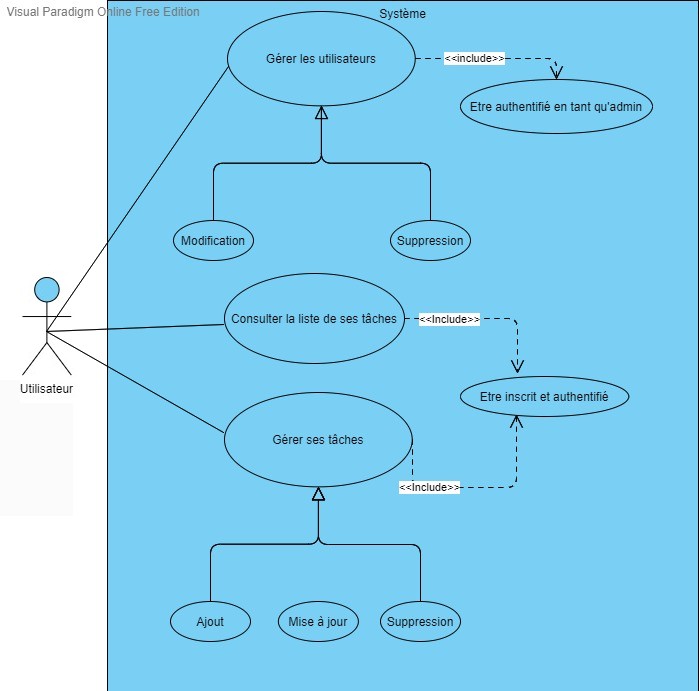 Visual Paradigm Online Free Edition
Système
Gérer les utilisateurs
<<include>>
Etre authentifié en tant qu'admin
Modification
Suppression
Consulter la liste de ses tâches
<<Include>>
Utilisateur
Etre inscrit et authentifié
Gérer ses tâches
<<Include>>
Ajout
Mise à jour
Suppression